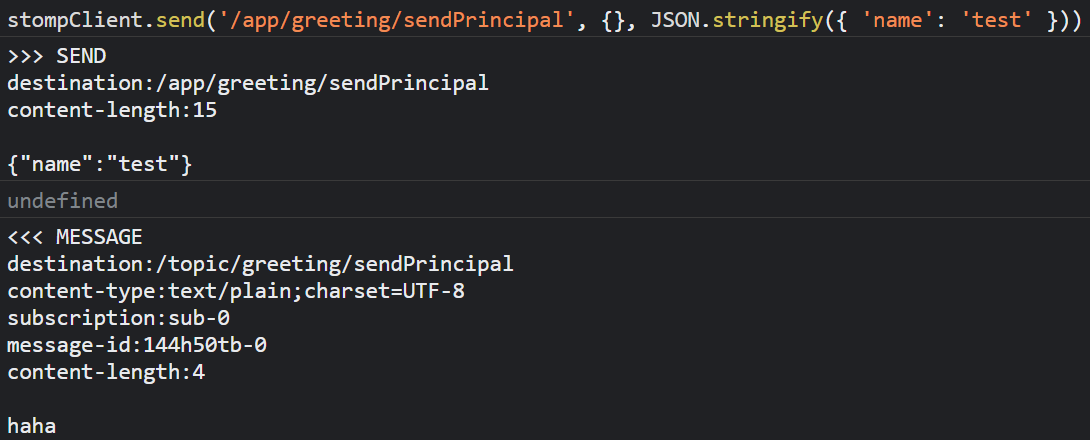 stompClient.send('/app/greeting/sendPrincipal', {}, JSON.stringify({ 'name': 'test' }))
>>> SEND
destination:/app/greeting/sendPrincipal
content-length:15
{"name":"test"}
undefined
<<< MESSAGE
destination:/topic/greeting/sendPrincipal
content-type:text/plain;charset=UTF-8
subscription:sub-0
message-id:144h50tb-0
content-length:4
haha